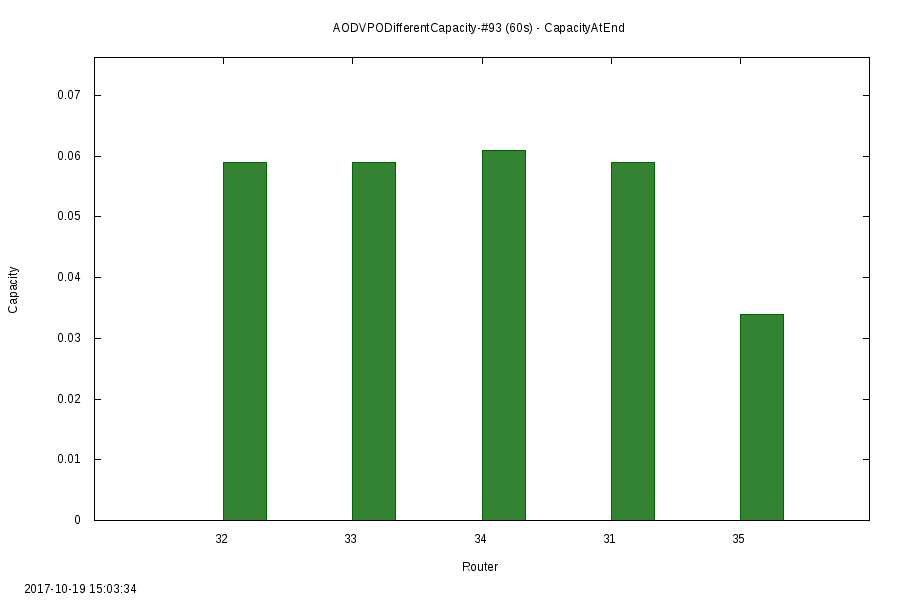 AODVPODifferentCapacity-#93 (60s) - CapacityAtEnd
0.07
0.06
0.05
0.04
0.03
0.02
0.01
0
Capacity
32 33 34 31 35
Router
2017-10-19 15:03:34